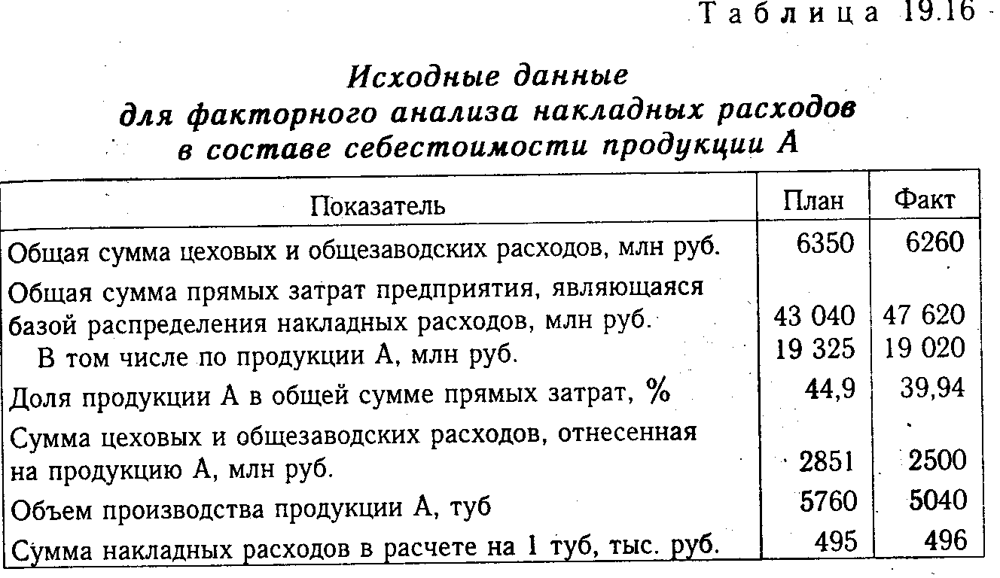 Таблица 19.16
Исходные данные
для факторного анализа накладных расходов
в составе себестоимости продукции А
Показатель План Факт
Общая сумма цеховых и общезаводских расходов, млн руб. 6350 6260
Общая сумма прямых затрат предприятия, являющаяся
базой распределения накладных расходов, млн руб. 43 040 47 620
В том числе по продукции А, млн руб. 19 325 19 020
Доля продукции А в общей сумме прямых затрат, % 44,9 39,94
Сумма цеховых и общезаводских расходов, отнесенная
на продукцию А, млн руб. 2851 2500
Объем производства продукции А, туб 5760 5040
Сумма накладных расходов в расчете на 1 туб, тыс. руб. 495 496